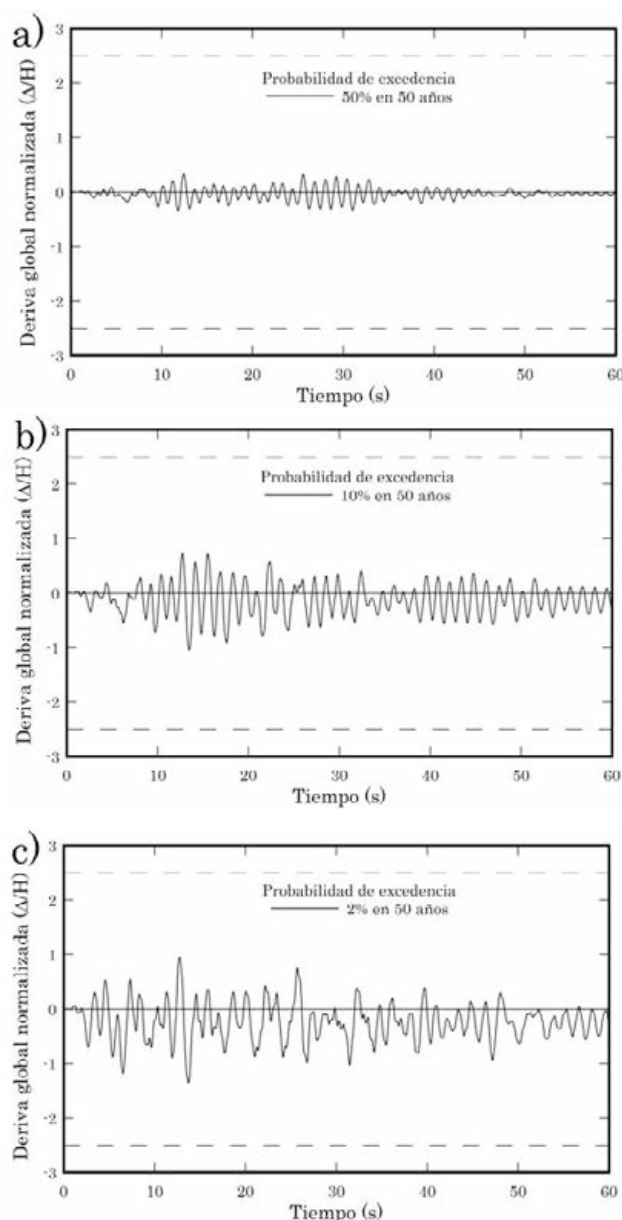 a)
3
2
1
0
-1
-2
-3
Deriva global normalizada (Δ/H)
Probabilidad de excedencia
50% en 50 años
0 10 20 30 40 50 60
Tiempo (s)
b)
3
2
1
0
-1
-2
-3
Deriva global normalizada (Δ/H)
Probabilidad de excedencia
10% en 50 años
0 10 20 30 40 50 60
Tiempo (s)
c)
3
2
1
0
-1
-2
-3
Deriva global normalizada (Δ/H)
Probabilidad de excedencia
2% en 50 años
0 10 20 30 40 50 60
Tiempo (s)